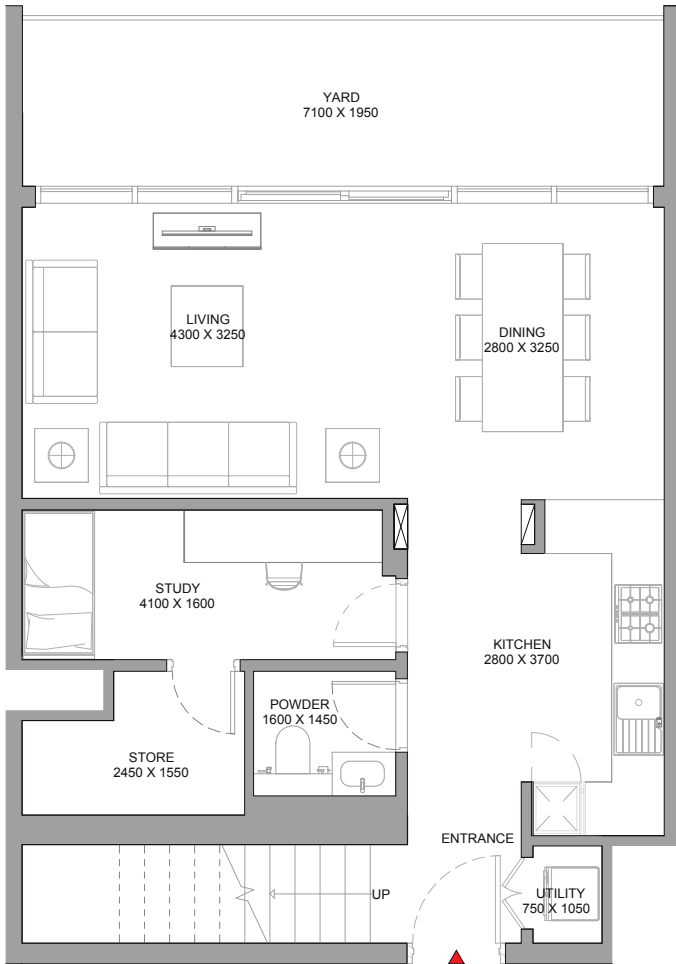 YARD
7100 X 1950
LIVING
4300 X 3250
DINING
2800 X 3250
STUDY
4100 X 1600
KITCHEN
2800 X 3700
POWDER
1600 X 1450
STORE
2450 X 1550
ENTRANCE
UP
UTILITY
750 X 1050